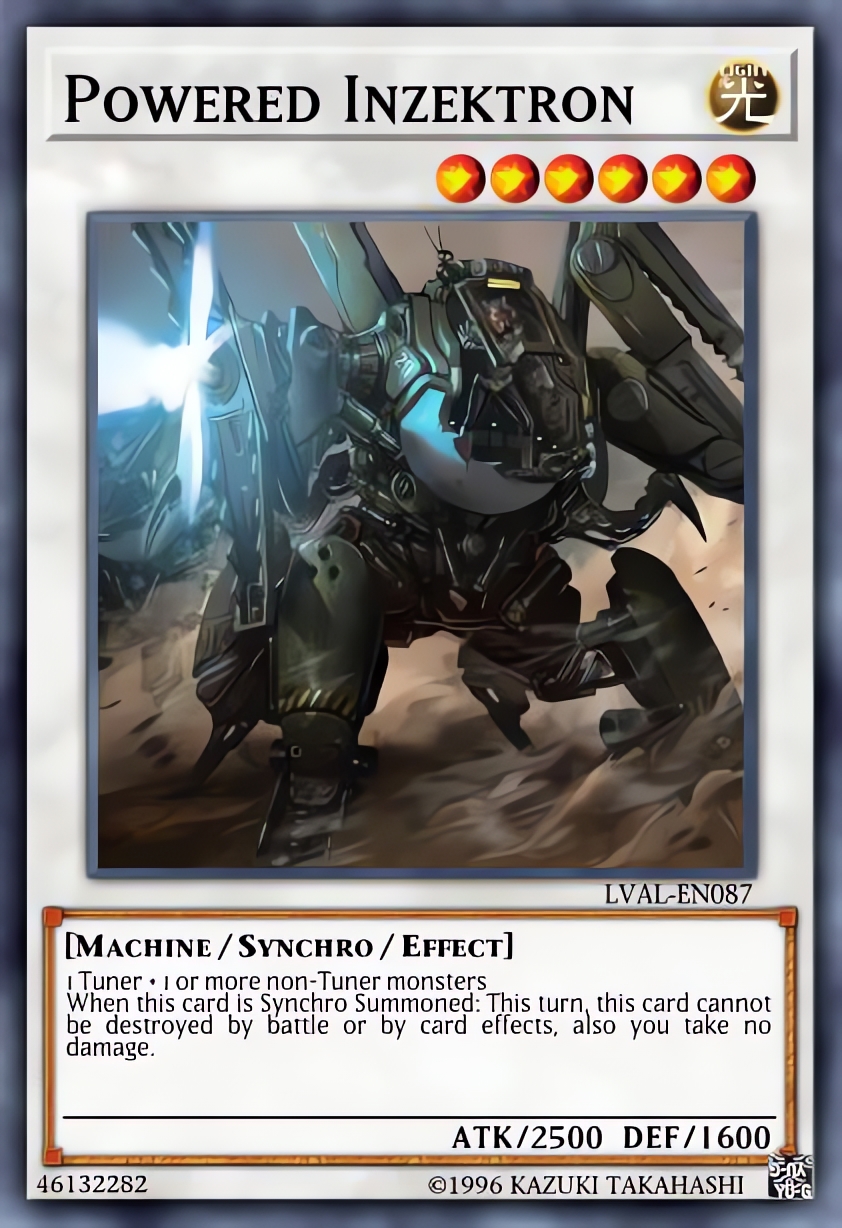 POWERED INZEKTRON
光
20
LVAL-EN087
[MACHINE / SYNCHRO / EFFECT]
1 Tuner + 1 or more non-Tuner monsters
When this card is Synchro Summoned: This turn, this card cannot
be destroyed by battle or by card effects, also you take no
damage.
ATK/2500 DEF/1600
46132282
©1996 KAZUKI TAKAHASHI